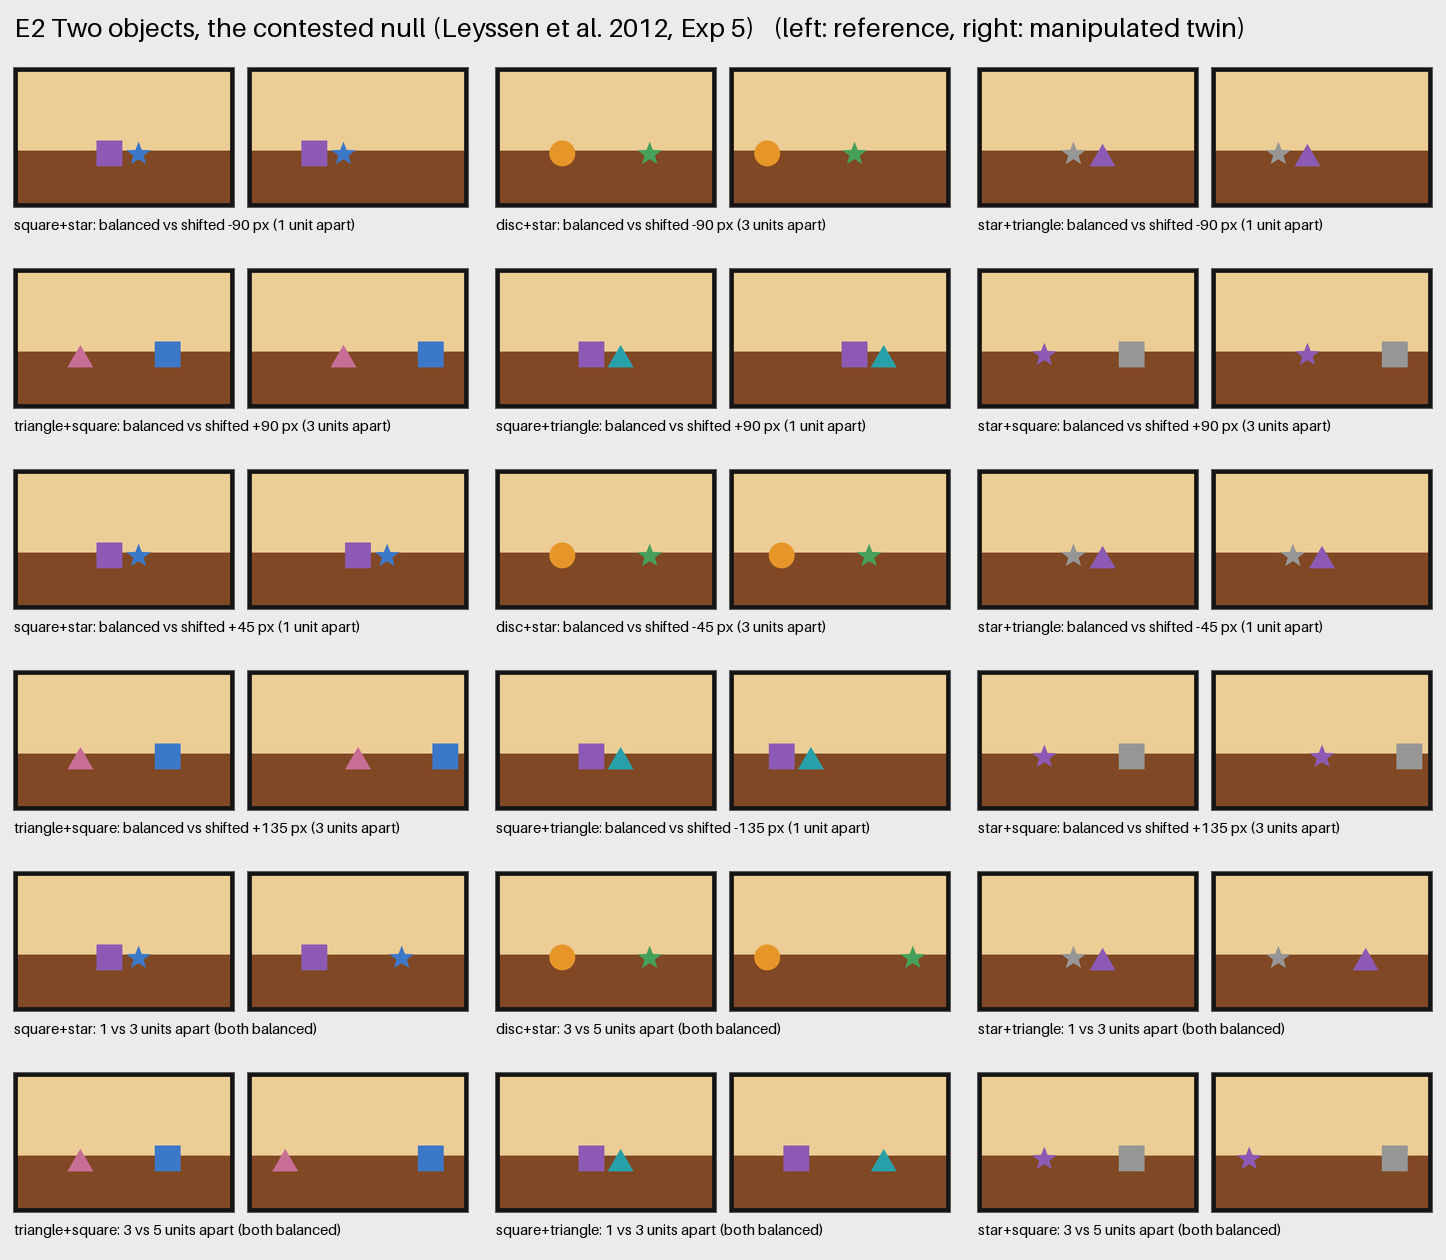 E2 Two objects, the contested null (Leyssen et al. 2012, Exp 5)   (left: reference, right: manipulated twin)
square+star: balanced vs shifted -90 px (1 unit apart)
disc+star: balanced vs shifted -90 px (3 units apart)
star+triangle: balanced vs shifted -90 px (1 unit apart)
triangle+square: balanced vs shifted +90 px (3 units apart)
square+triangle: balanced vs shifted +90 px (1 unit apart)
star+square: balanced vs shifted +90 px (3 units apart)
square+star: balanced vs shifted +45 px (1 unit apart)
disc+star: balanced vs shifted -45 px (3 units apart)
star+triangle: balanced vs shifted -45 px (1 unit apart)
triangle+square: balanced vs shifted +135 px (3 units apart)
square+triangle: balanced vs shifted -135 px (1 unit apart)
star+square: balanced vs shifted +135 px (3 units apart)
square+star: 1 vs 3 units apart (both balanced)
disc+star: 3 vs 5 units apart (both balanced)
star+triangle: 1 vs 3 units apart (both balanced)
triangle+square: 3 vs 5 units apart (both balanced)
square+triangle: 1 vs 3 units apart (both balanced)
star+square: 3 vs 5 units apart (both balanced)